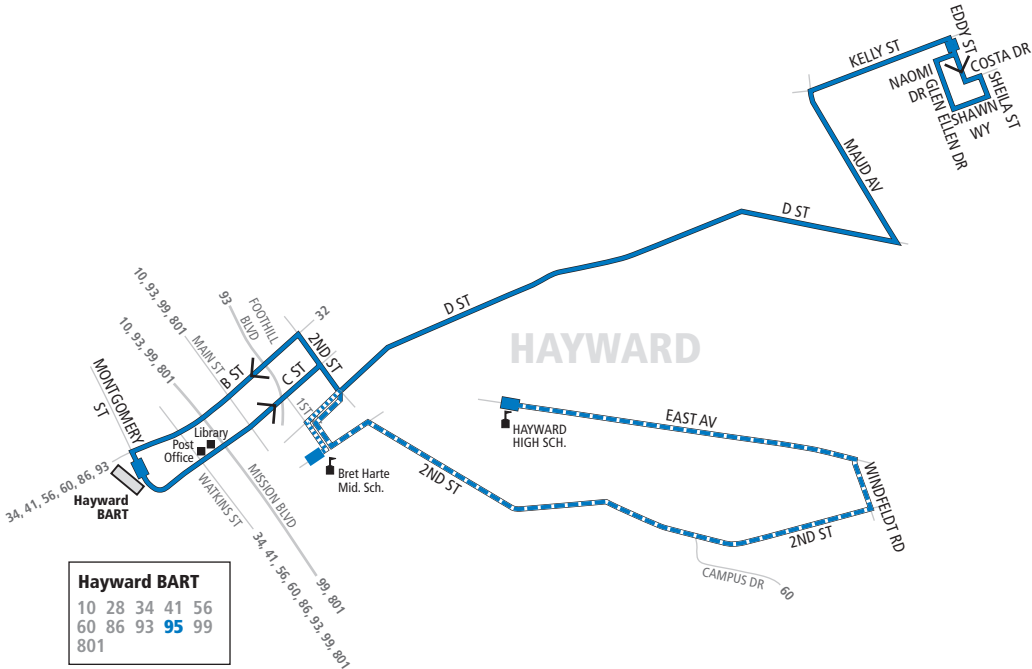 EDDY ST
KELLY ST
COSTA DR
NAOMI
DR
SHEILA ST
GLEN ELLEN DR
SHAWN
WY
MAUD AV
D ST
D ST
10, 93, 99, 801
93
FOOTHILL
BLVD
32
10, 93, 99, 801
MAIN ST
2ND ST
HAYWARD
B ST
C ST
MONTGOMERY
ST
1ST
EAST AV
Library
Post
Office
HAYWARD
HIGH SCH.
Bret Harte
Mid. Sch.
2ND ST
34, 41, 56, 60, 86, 93
Hayward
BART
WATKINS ST
MISSION BLVD
WINDFELDT RD
2ND ST
CAMPUS DR
60
34, 41, 56, 60, 86, 93, 99, 801
99, 801
Hayward BART
10 28 34 41 56
60 86 93 95 99
801